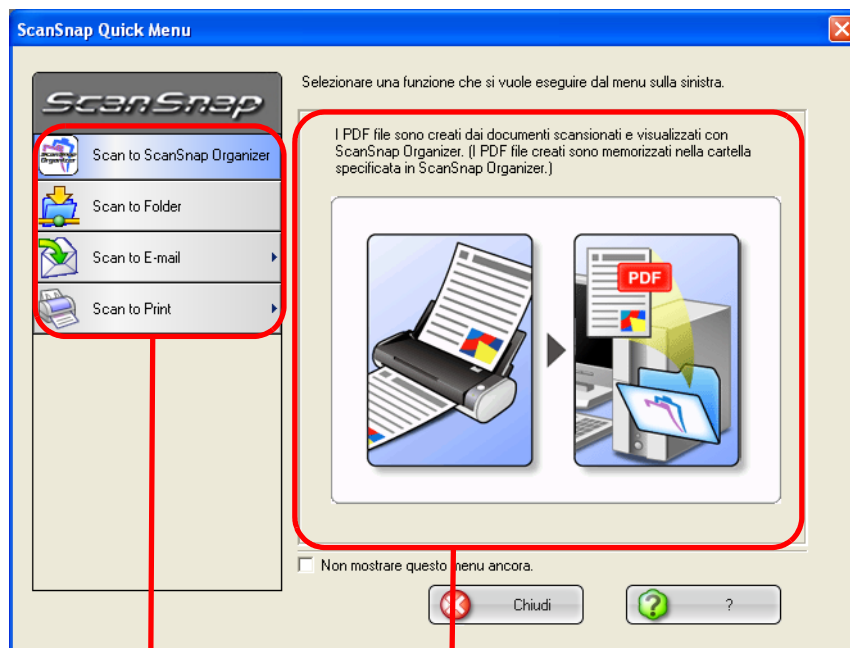 ScanSnap Quick Menu
ScanSnap
Selezionare una funzione che si vuole eseguire dal menu sulla sinistra.
Scan to ScanSnap Organizer
Scan to Folder
Scan to E-mail
Scan to Print
I PDF file sono creati dai documenti scansionati e visualizzati con
ScanSnap Organizer. (I PDF file creati sono memorizzati nella cartella
specificata in ScanSnap Organizer.)
PDF
Non mostrare questo menu ancora.
Chiudi
?